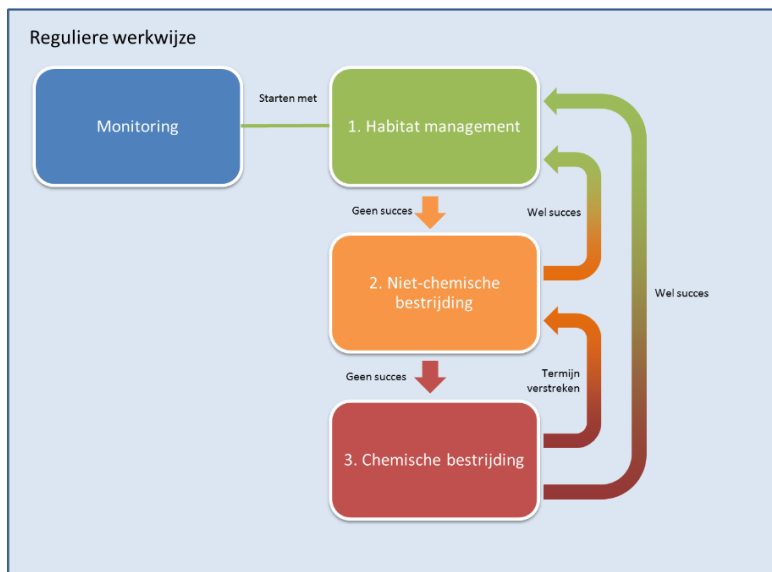 Reguliere werkwijze
Monitoring
Starten met
1. Habitat management
Geen succes
Wel succes
2. Niet-chemische
bestrijding
Wel succes
Geen succes
Termijn
verstreken
3. Chemische bestrijding